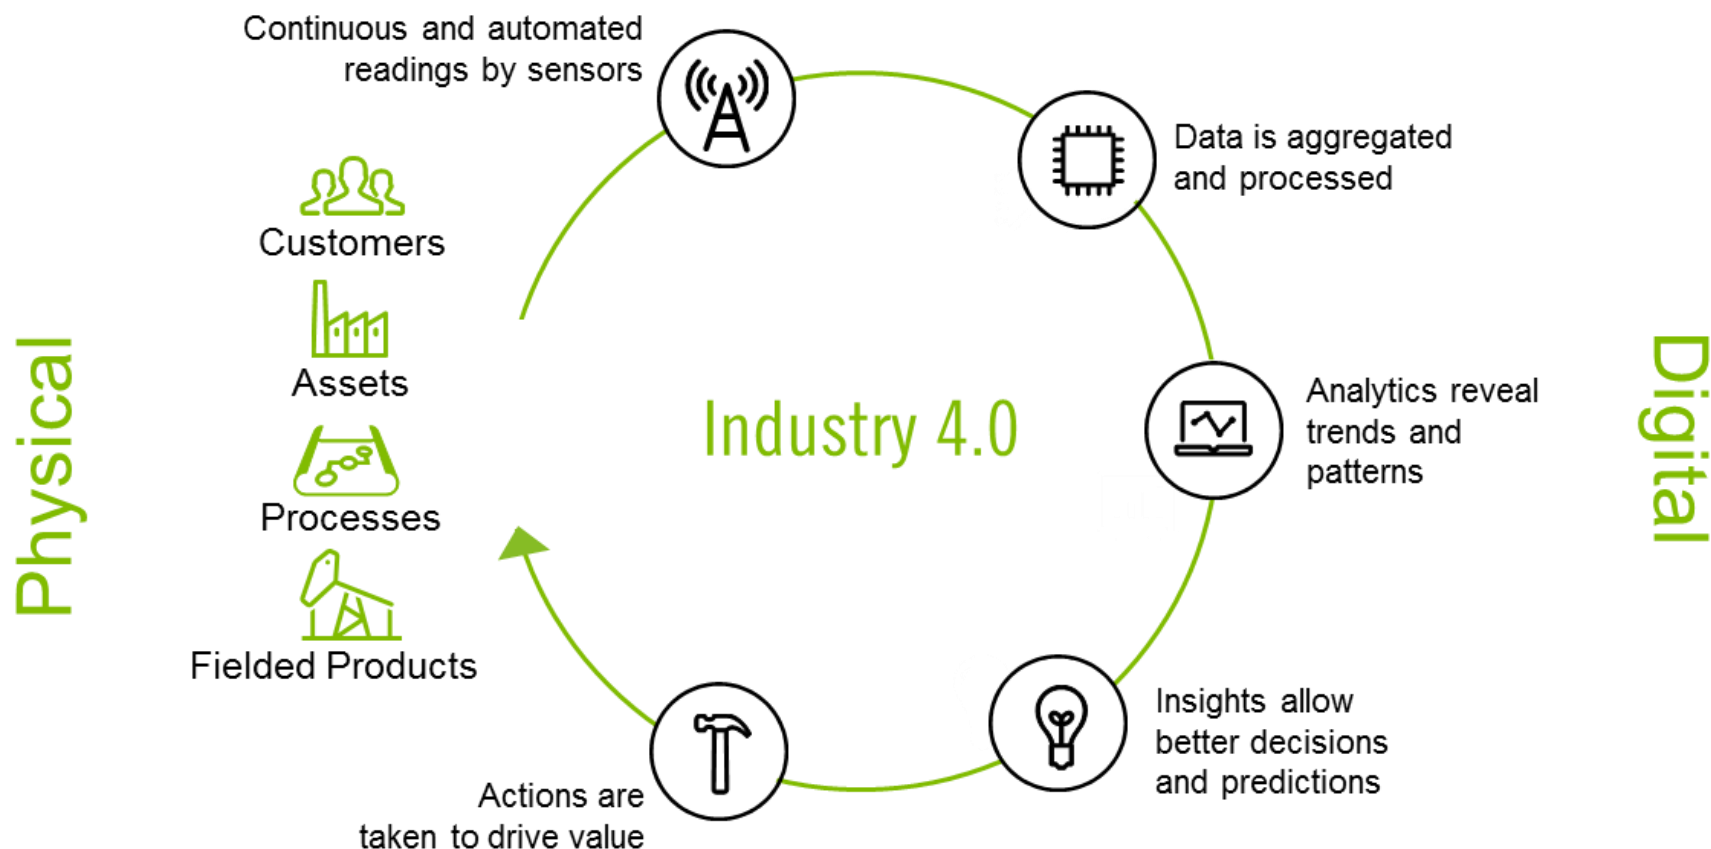 Continuous and automated
readings by sensors
Data is aggregated
and processed
Customers
Assets
Processes
Fielded Products
Physical
Industry 4.0
Analytics reveal
trends and
patterns
Digital
Insights allow
better decisions
and predictions
Actions are
taken to drive value